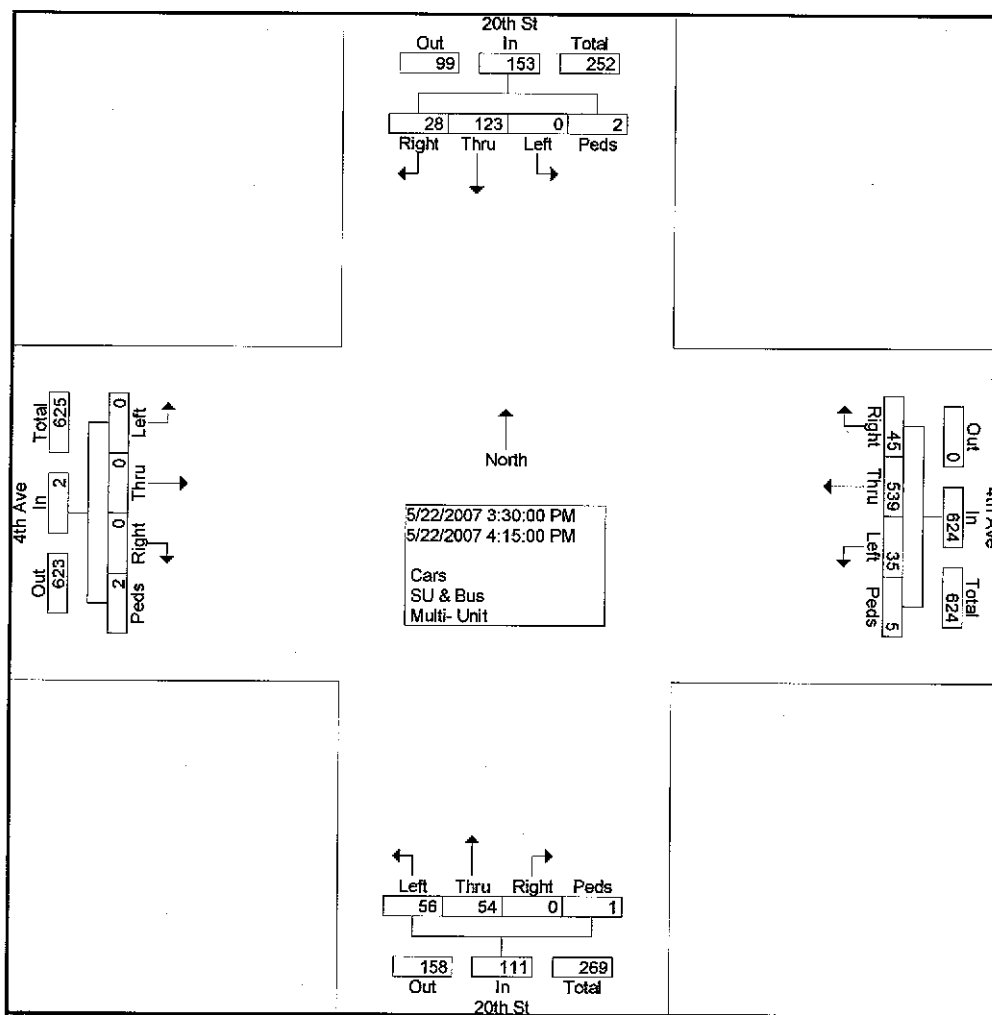 20th St
Out In Total
99 153 252
28 123 0 2
Right Thru Left Peds
4th Ave
Total In Out
625 2 623
0 0 0 2
Left Thru Right Peds
North
5/22/2007 3:30:00 PM
5/22/2007 4:15:00 PM
Cars
SU & Bus
Multi- Unit
Right Thru Left Peds
45 539 35 5
Out In Total
0 624 624
4th Ave
Left Thru Right Peds
56 54 0 1
158 111 269
Out In Total
20th St